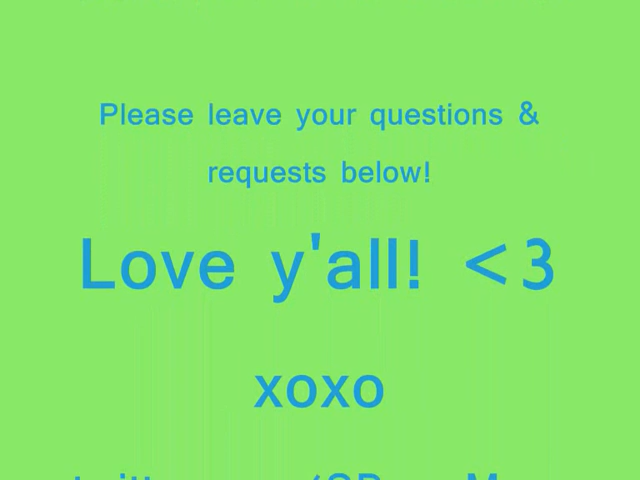 Please leave your questions &
requests below!
Love y'all! <3
xoxo